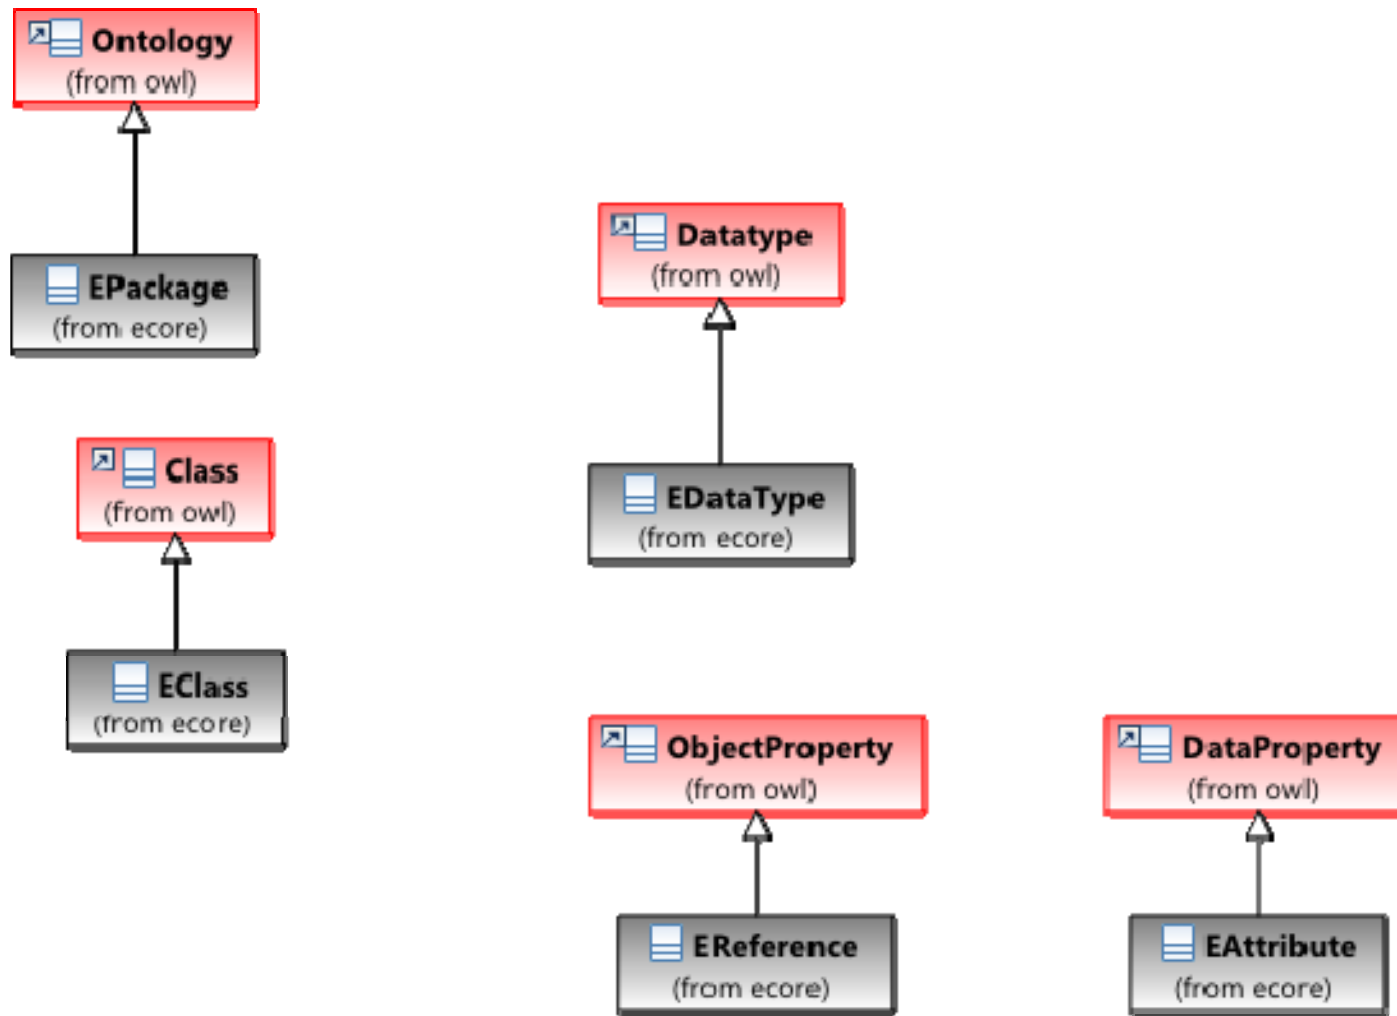 Ontology
(from owl)
EPackage
(from ecore)
Datatype
(from owl)
Class
(from owl)
EDataType
(from ecore)
EClass
(from ecore)
ObjectProperty
(from owl)
DataProperty
(from owl)
EReference
(from ecore)
EAttribute
(from ecore)